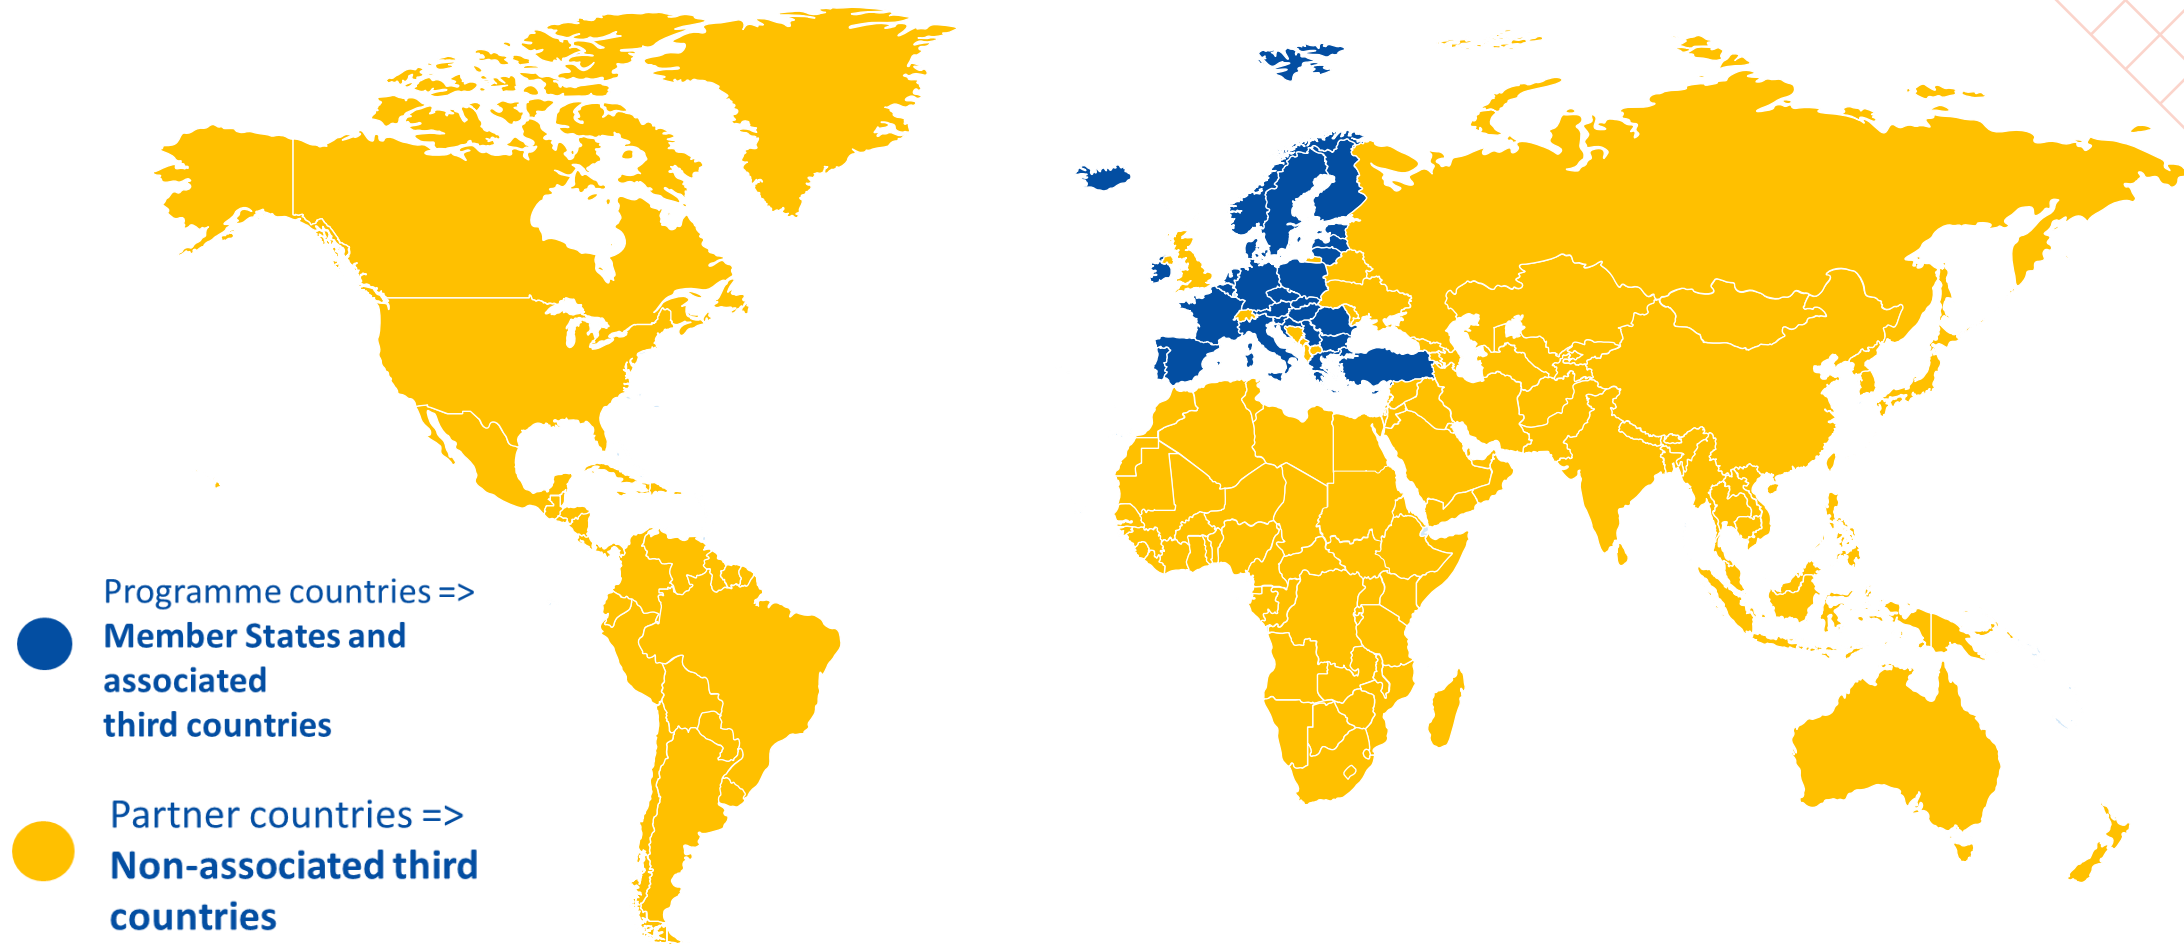 Programme countries =>
Member States and
associated
third countries
Partner countries =>
Non-associated third
countries